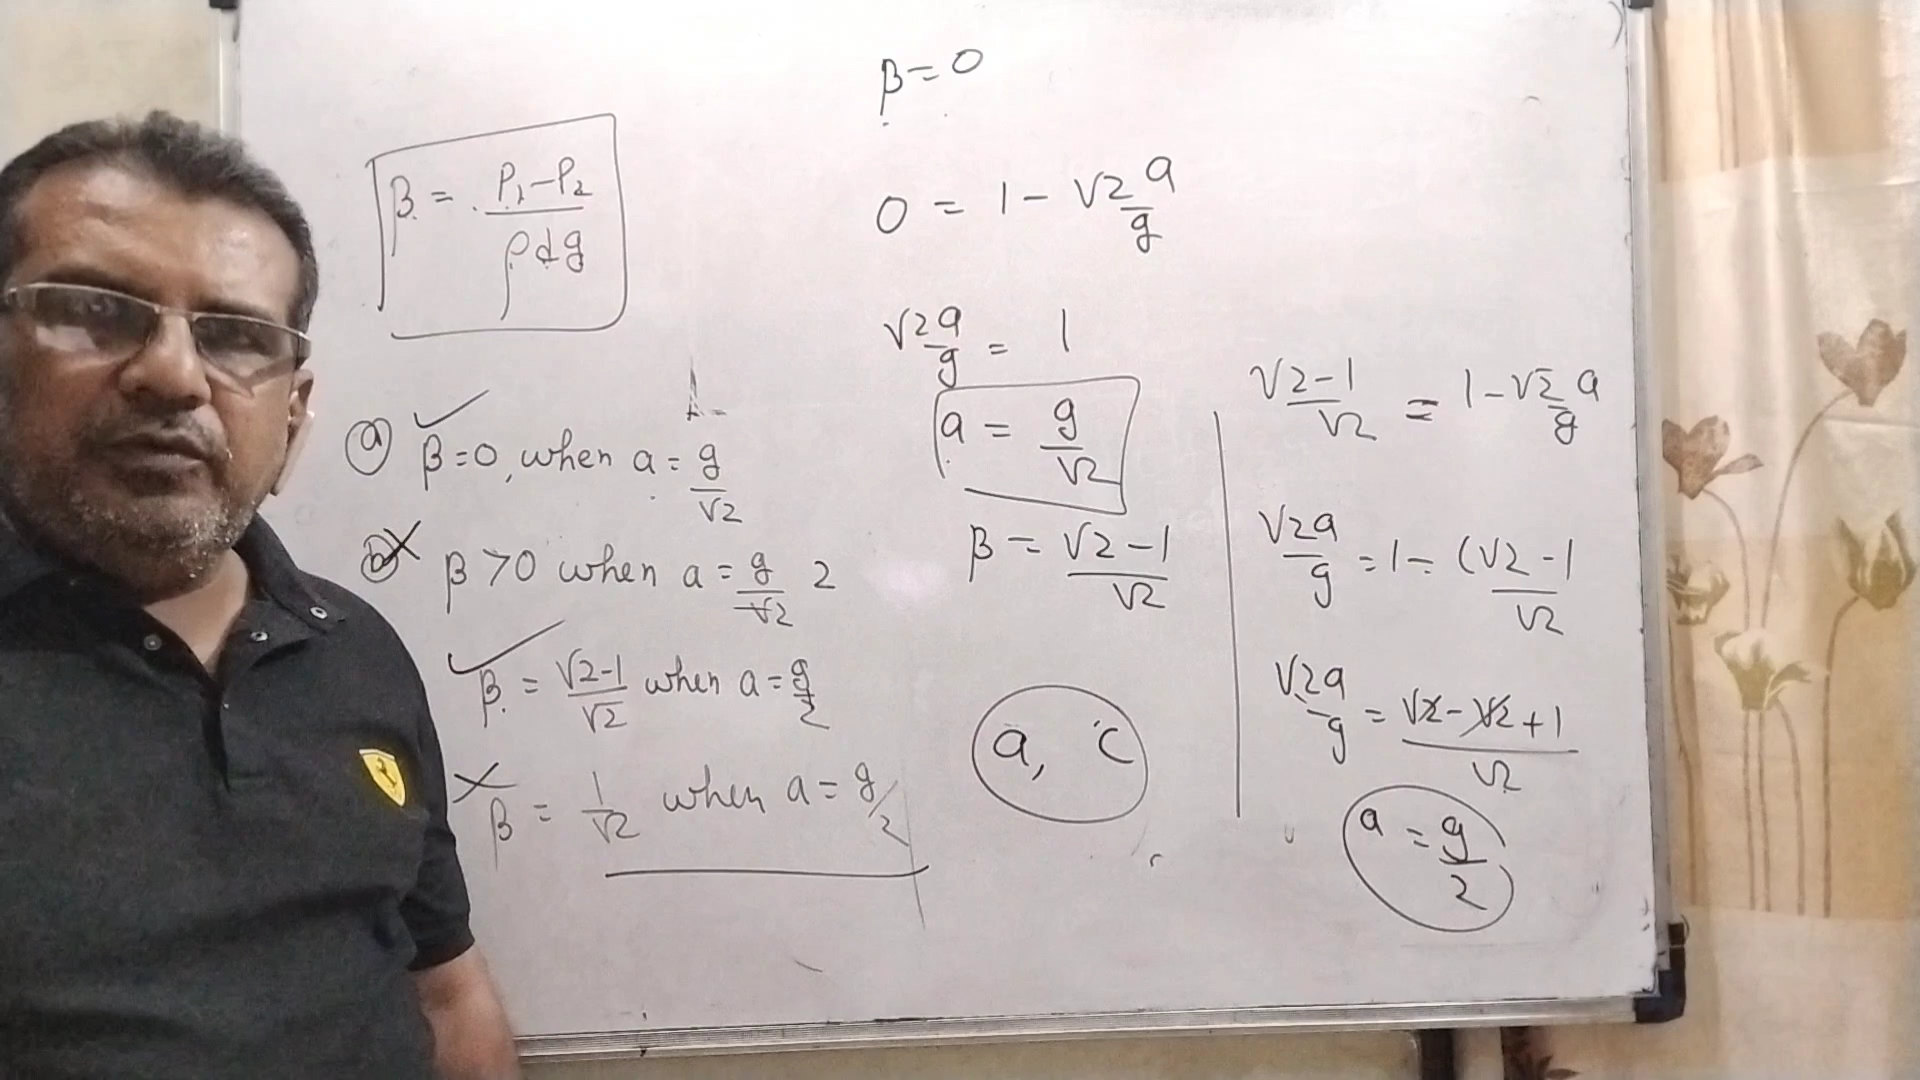 β = P₁-P₂/ρdg
ⓐ β=0, when a = g/√2
ⓑ β>0 when a = g/√2 2
β = √2-1/√2 when a = g/2
β = 1/√2 when a = g/2
β=0
0 = 1-√2 a/g
√2 a/g = 1
a = g/√2
β = √2-1/√2
a, c
√2-1/√2 = 1-√2 a/g
√2a/g = 1-(√2-1/√2
√2a/g = √2-√2+1/√2
a = g/2